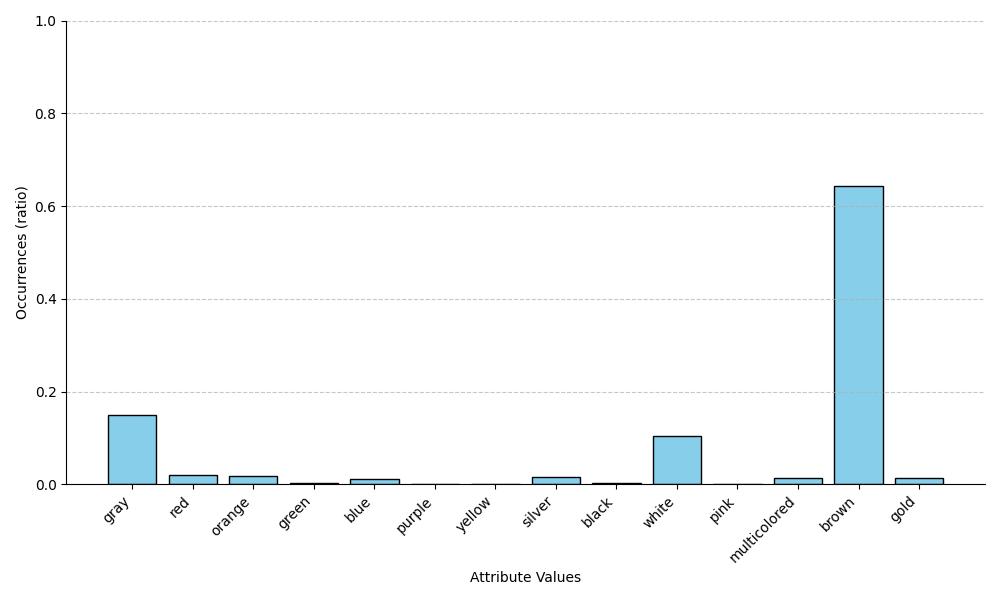 1.0
0.8
0.6
0.4
0.2
0.0
Occurrences (ratio)
gray
red
orange
green
blue
purple
yellow
silver
black
white
pink
multicolored
brown
gold
Attribute Values